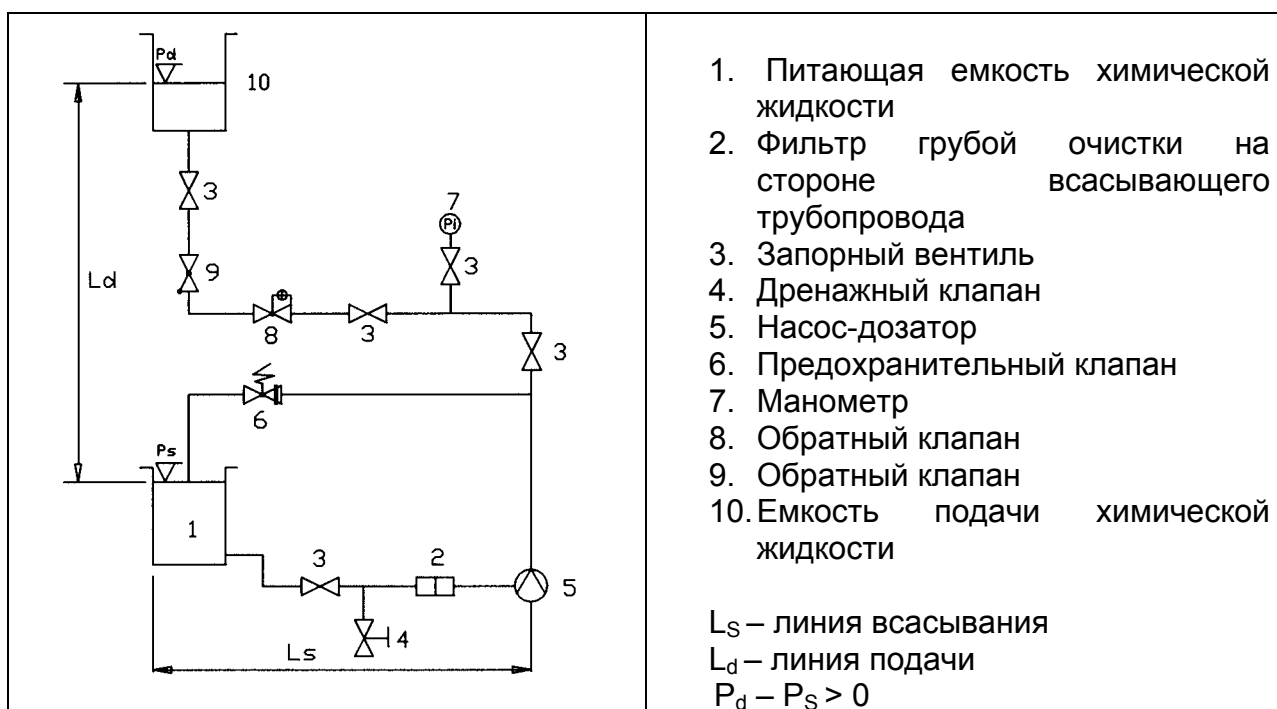 Pd
10
3
7
Pi
3
9
Ld
8
3
3
6
Ps
1
3
2
5
4
Ls
1. Питающая емкость химической
жидкости
2. Фильтр грубой очистки на
стороне всасывающего
трубопровода
3. Запорный вентиль
4. Дренажный клапан
5. Насос-дозатор
6. Предохранительный клапан
7. Манометр
8. Обратный клапан
9. Обратный клапан
10. Емкость подачи химической
жидкости
LS – линия всасывания
Ld – линия подачи
Pd – PS > 0